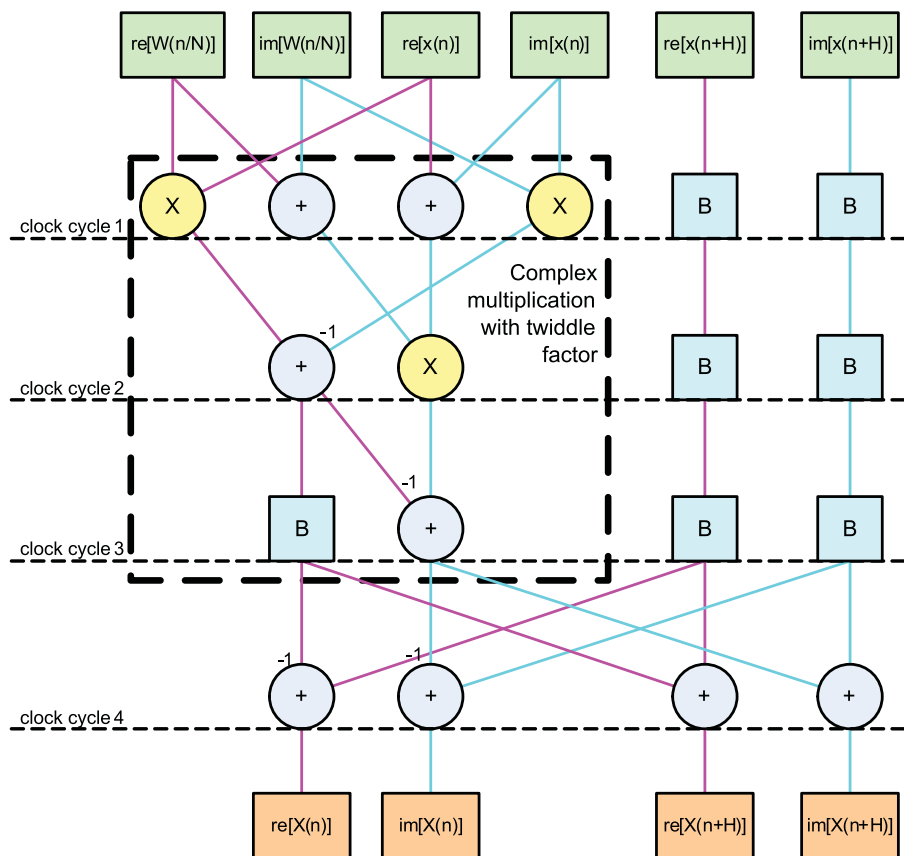 re[W(n/N)] im[W(n/N)] re[x(n)] im[x(n)] re[x(n+H)] im[x(n+H)]
X + + X B B
clock cycle 1
Complex
multiplication
with twiddle
factor
-1
+ X B B
clock cycle 2
-1
B + B B
clock cycle 3
-1 -1
+ + + +
clock cycle 4
re[X(n)] im[X(n)] re[X(n+H)] im[X(n+H)]